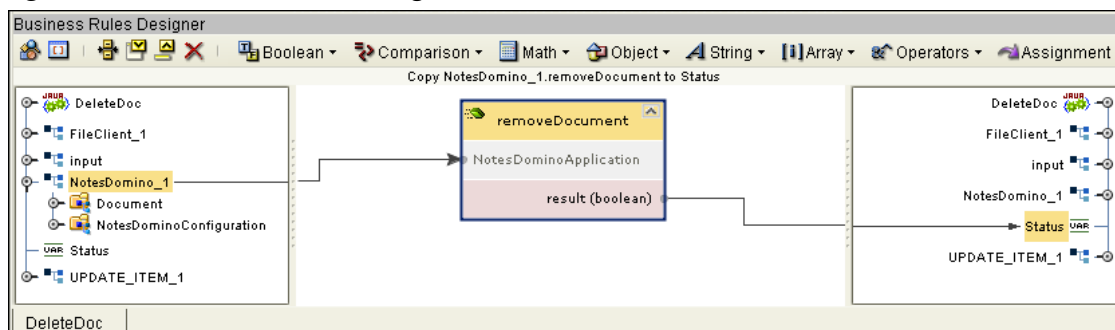 Business Rules Designer
Boolean Comparison Math Object String Array Operators Assignment
Copy NotesDomino_1.removeDocument to Status
DeleteDoc
FileClient_1
input
NotesDomino_1
Document
NotesDominoConfiguration
VAR Status
UPDATE_ITEM_1
removeDocument
NotesDominoApplication
result (boolean)
DeleteDoc
FileClient_1
input
NotesDomino_1
Status VAR
UPDATE_ITEM_1
DeleteDoc